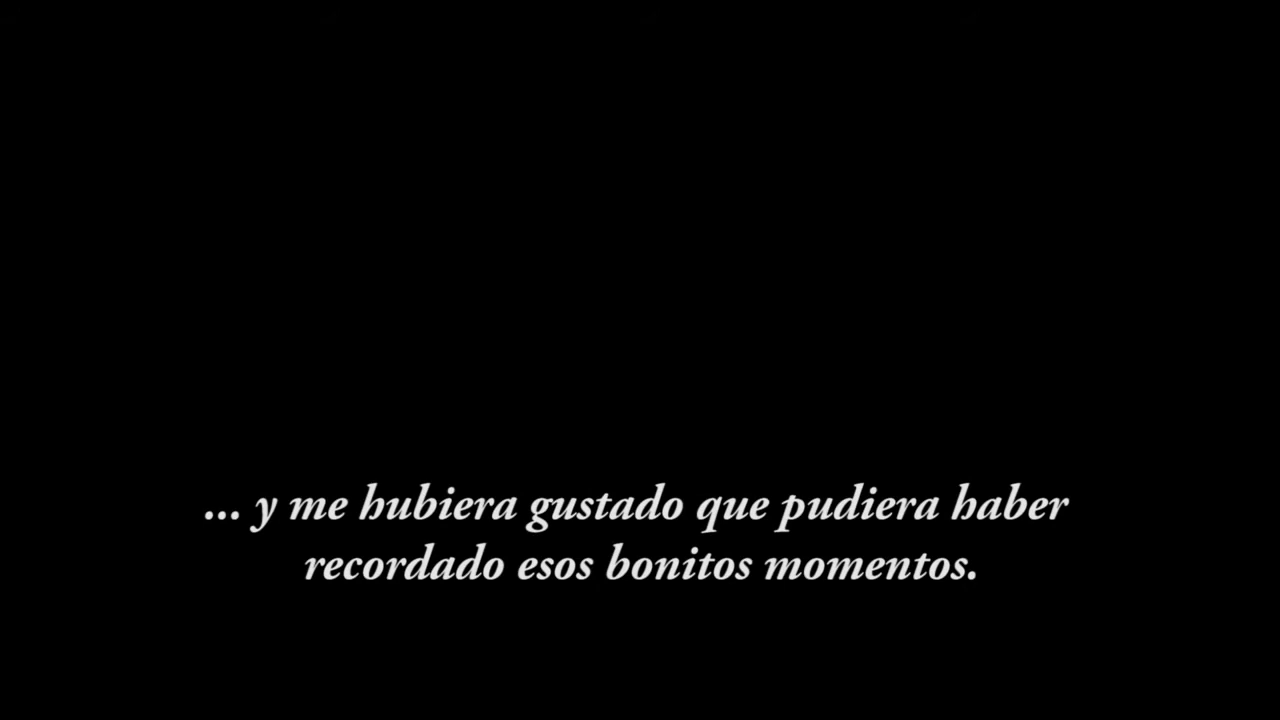 ... y me hubiera gustado que pudiera haber
recordado esos bonitos momentos.